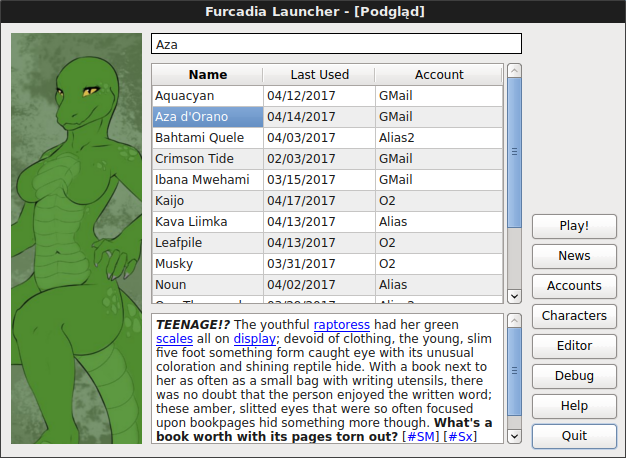 Furcadia Launcher - [Podgląd]
Aza
Name Last Used Account
Aquacyan 04/12/2017 GMail
Aza d'Orano 04/14/2017 GMail
Bahtami Quele 04/03/2017 Alias2
Crimson Tide 02/03/2017 GMail
Ibana Mwehami 03/15/2017 GMail
Kaijo 04/17/2017 O2
Kava Liimka 04/13/2017 Alias
Leafpile 04/13/2017 O2
Musky 03/31/2017 O2
Noun 04/02/2017 Alias
TEENAGE!? The youthful raptoress had her green
scales all on display; devoid of clothing, the young, slim
five foot something form caught eye with its unusual
coloration and shining reptile hide. With a book next to
her as often as a small bag with writing utensils, there
was no doubt that the person enjoyed the written word;
these amber, slitted eyes that were so often focused
upon bookpages hid something more though. What's a
book worth with its pages torn out? [#SM] [#Sx]
Play!
News
Accounts
Characters
Editor
Debug
Help
Quit